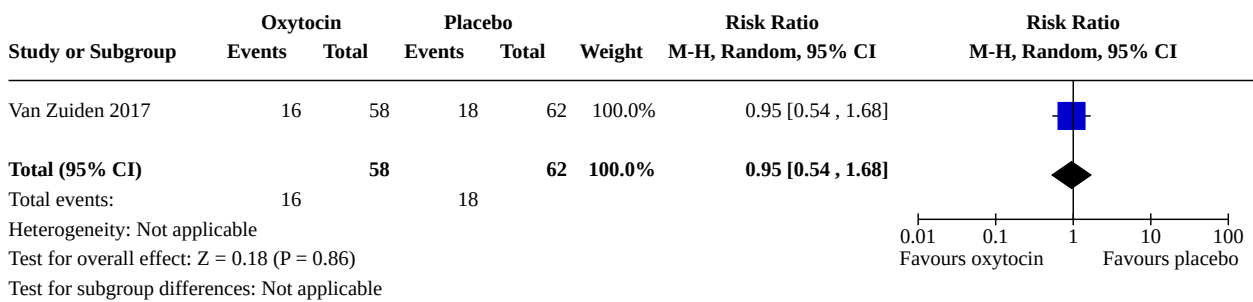 Oxytocin Placebo Risk Ratio Risk Ratio
Study or Subgroup Events Total Events Total Weight M-H, Random, 95% CI M-H, Random, 95% CI
Van Zuiden 2017 16 58 18 62 100.0% 0.95 [0.54 , 1.68]
Total (95% CI) 58 62 100.0% 0.95 [0.54 , 1.68]
Total events: 16 18
Heterogeneity: Not applicable
0.01 0.1 1 10 100
Test for overall effect: Z = 0.18 (P = 0.86) Favours oxytocin Favours placebo
Test for subgroup differences: Not applicable